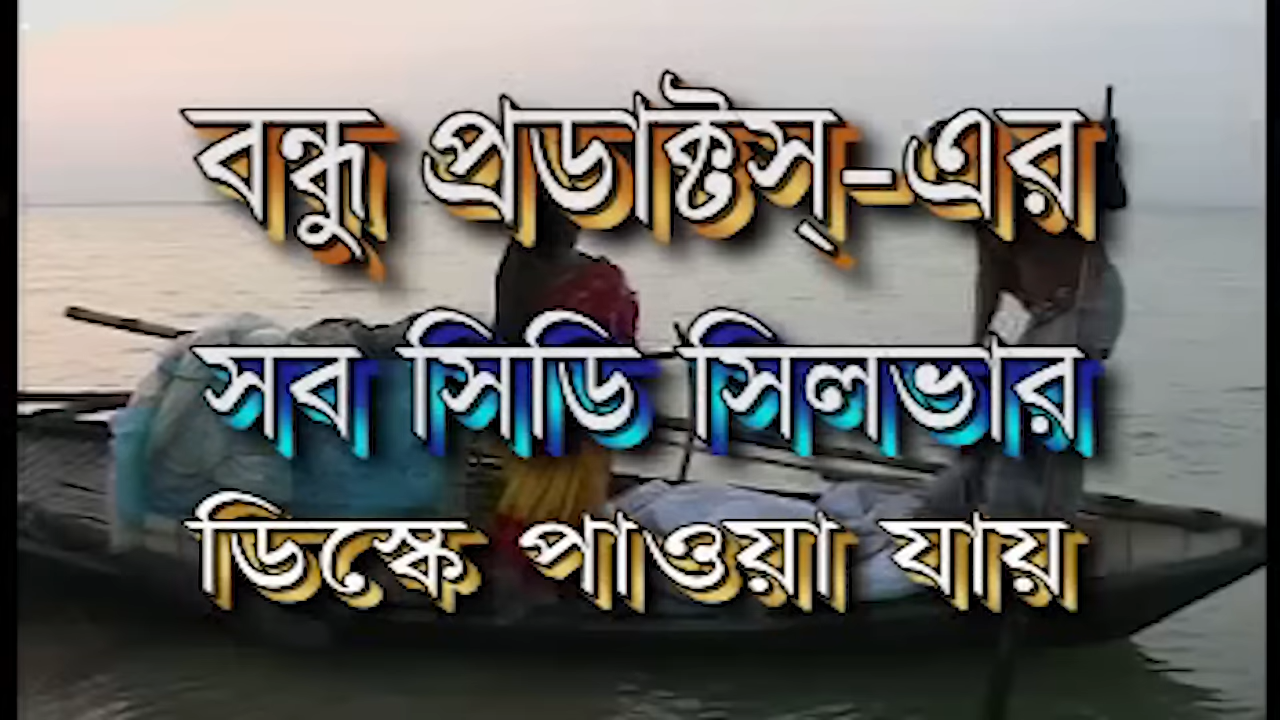 বন্ধু প্রডাক্টস্-এর
সব সিডি সিলভার
ডিস্কে পাওয়া যায়